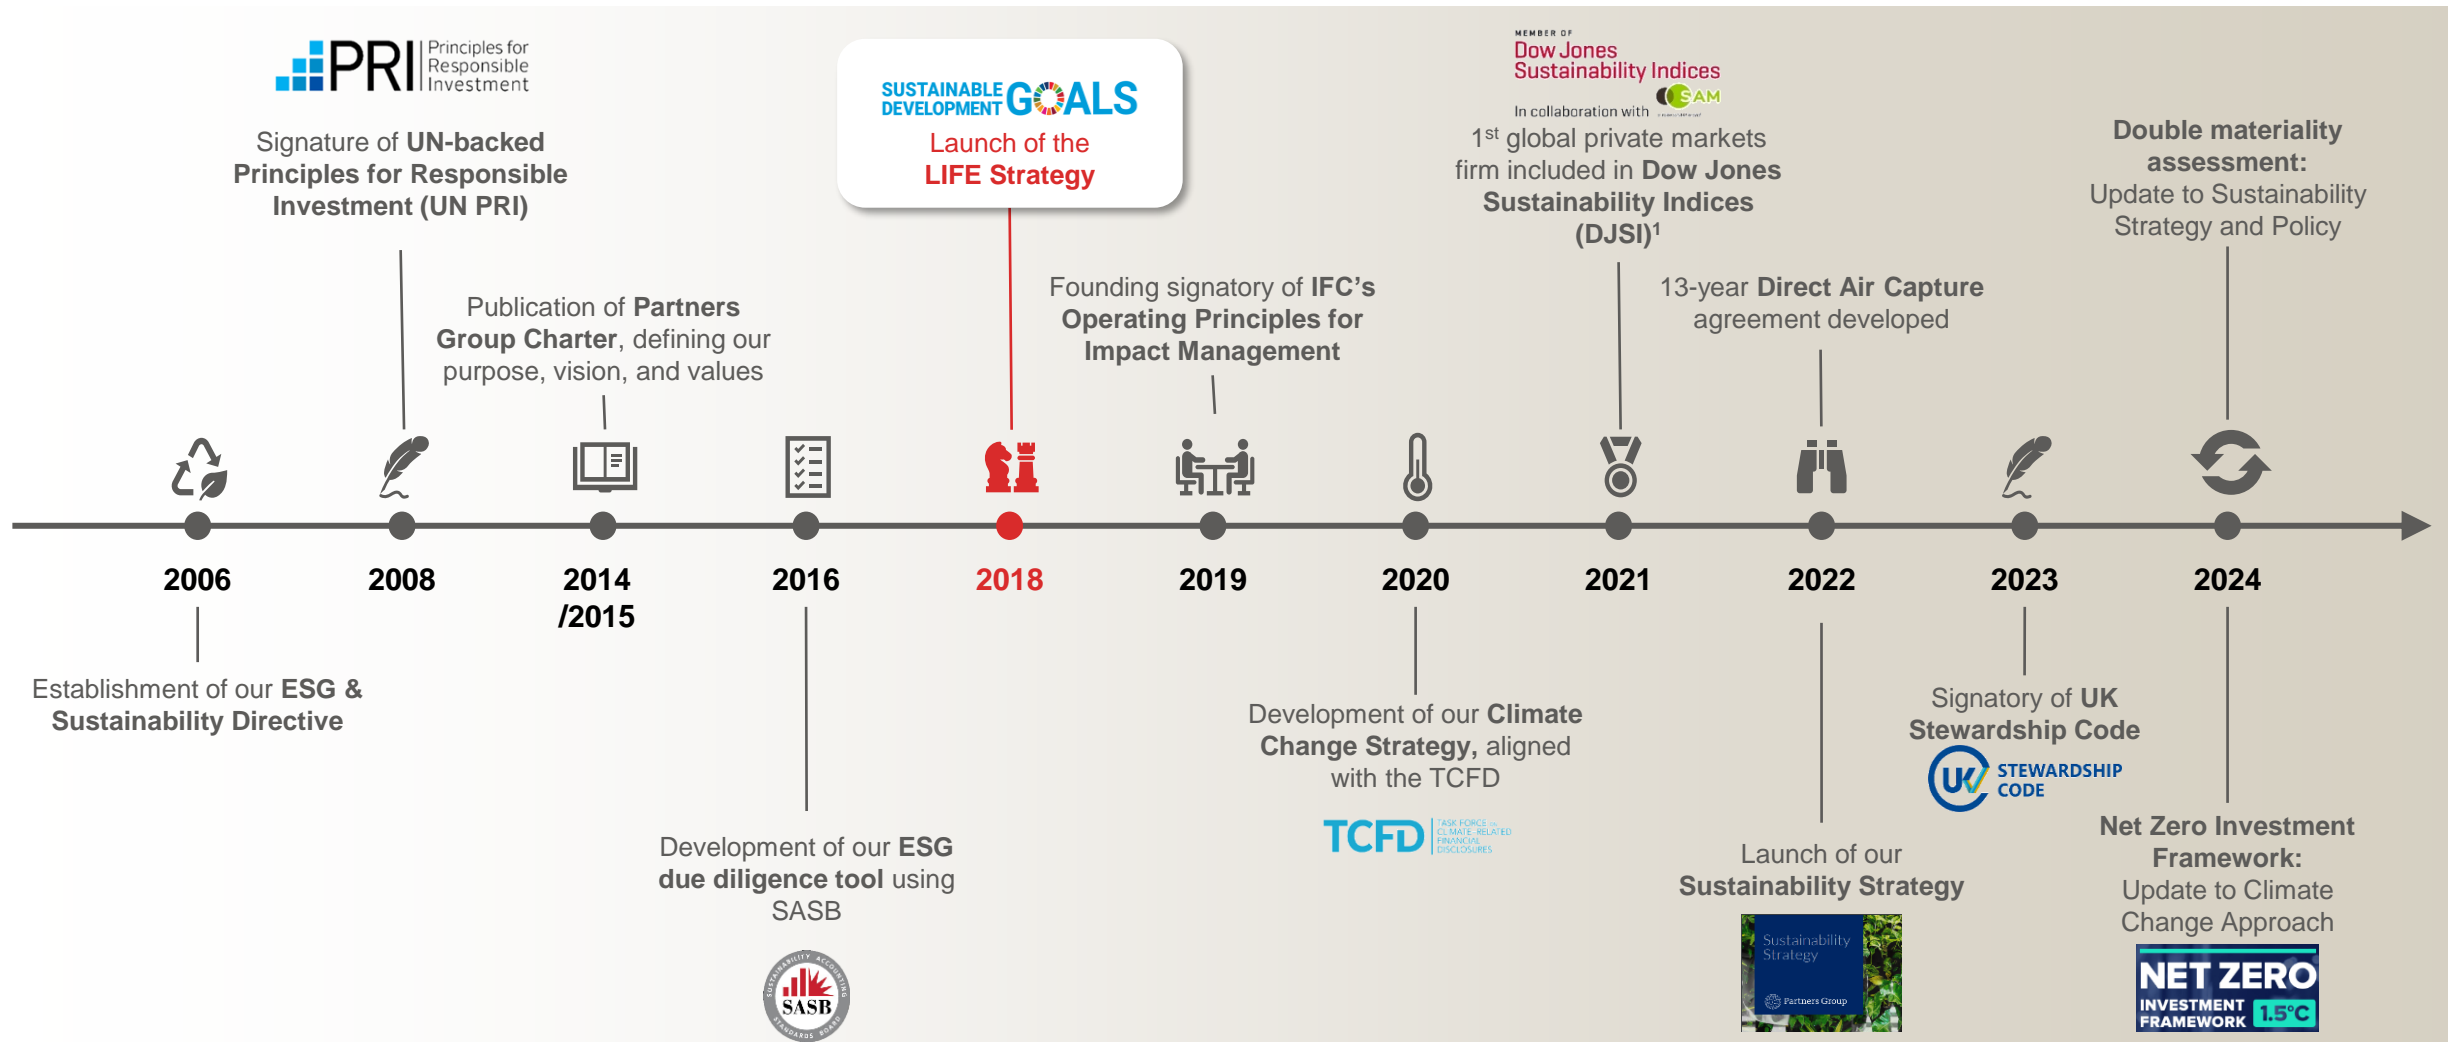 PRI Principles for
Responsible
Investment
Signature of UN-backed
Principles for Responsible
Investment (UN PRI)
Publication of Partners
Group Charter, defining our
purpose, vision, and values
SUSTAINABLE
DEVELOPMENT GOALS
Launch of the
LIFE Strategy
Founding signatory of IFC’s
Operating Principles for
Impact Management
MEMBER OF
Dow Jones
Sustainability Indices
In collaboration with SAM
1st global private markets
firm included in Dow Jones
Sustainability Indices
(DJSI)1
13-year Direct Air Capture
agreement developed
Double materiality
assessment:
Update to Sustainability
Strategy and Policy
2006
2008
2014
/2015
2016
2018
2019
2020
2021
2022
2023
2024
Establishment of our ESG &
Sustainability Directive
Development of our ESG
due diligence tool using
SASB
SUSTAINABILITY ACCOUNTING
SASB
STANDARDS BOARD
Development of our Climate
Change Strategy, aligned
with the TCFD
TCFD
TASK FORCE ON
CLIMATE-RELATED
FINANCIAL
DISCLOSURES
Launch of our
Sustainability Strategy
Sustainability
Strategy
Partners Group
Signatory of UK
Stewardship Code
UK STEWARDSHIP
CODE
Net Zero Investment
Framework:
Update to Climate
Change Approach
NET ZERO
INVESTMENT
FRAMEWORK 1.5°C